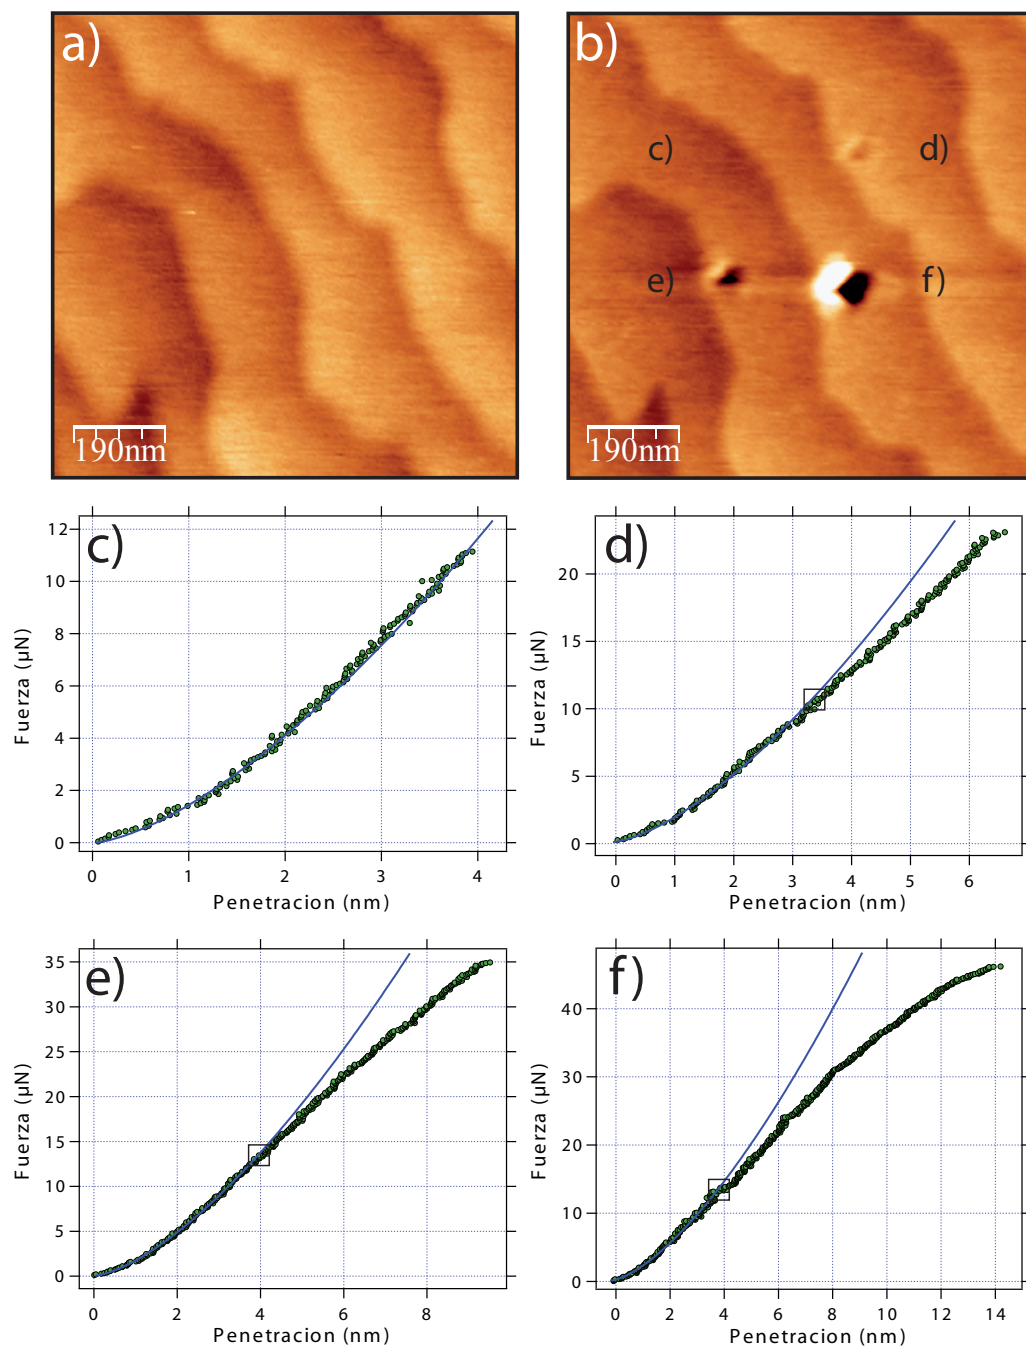 a)
190nm
b)
c)
d)
e)
f)
190nm
c)
12
10
8
6
4
2
0
Fuerza (µN)
0 1 2 3 4
Penetracion (nm)
d)
20
15
10
5
0
Fuerza (µN)
0 1 2 3 4 5 6
Penetracion (nm)
e)
35
30
25
20
15
10
5
0
Fuerza (µN)
0 2 4 6 8
Penetracion (nm)
f)
40
30
20
10
0
Fuerza (µN)
0 2 4 6 8 10 12 14
Penetracion (nm)